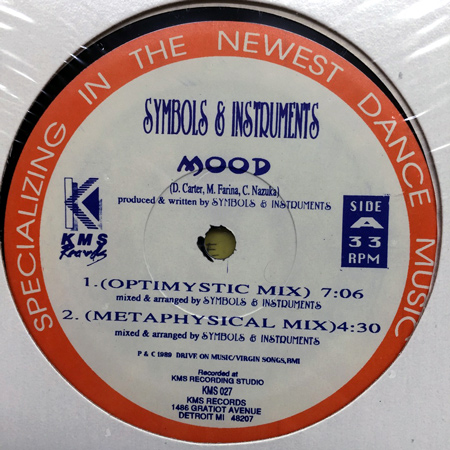 SPECIALIZING IN THE NEWEST DANCE MUSIC
SYMBOLS & INSTRUMENTS
MOOD
(D. Carter, M. Farina, C. Nazuka)
produced & written by SYMBOLS & INSTRUMENTS
K
KMS
Records
SIDE
A
33
RPM
1.(OPTIMYSTIC MIX) 7:06
mixed & arranged by SYMBOLS & INSTRUMENTS
2. (METAPHYSICAL MIX)4:30
mixed & arranged by SYMBOLS & INSTRUMENTS
P & C 1989 DRIVE ON MUSIC/VIRGIN SONGS, BMI
Recorded at
KMS RECORDING STUDIO
KMS 027
KMS RECORDS
1486 GRATIOT AVENUE
DETROIT MI 48207